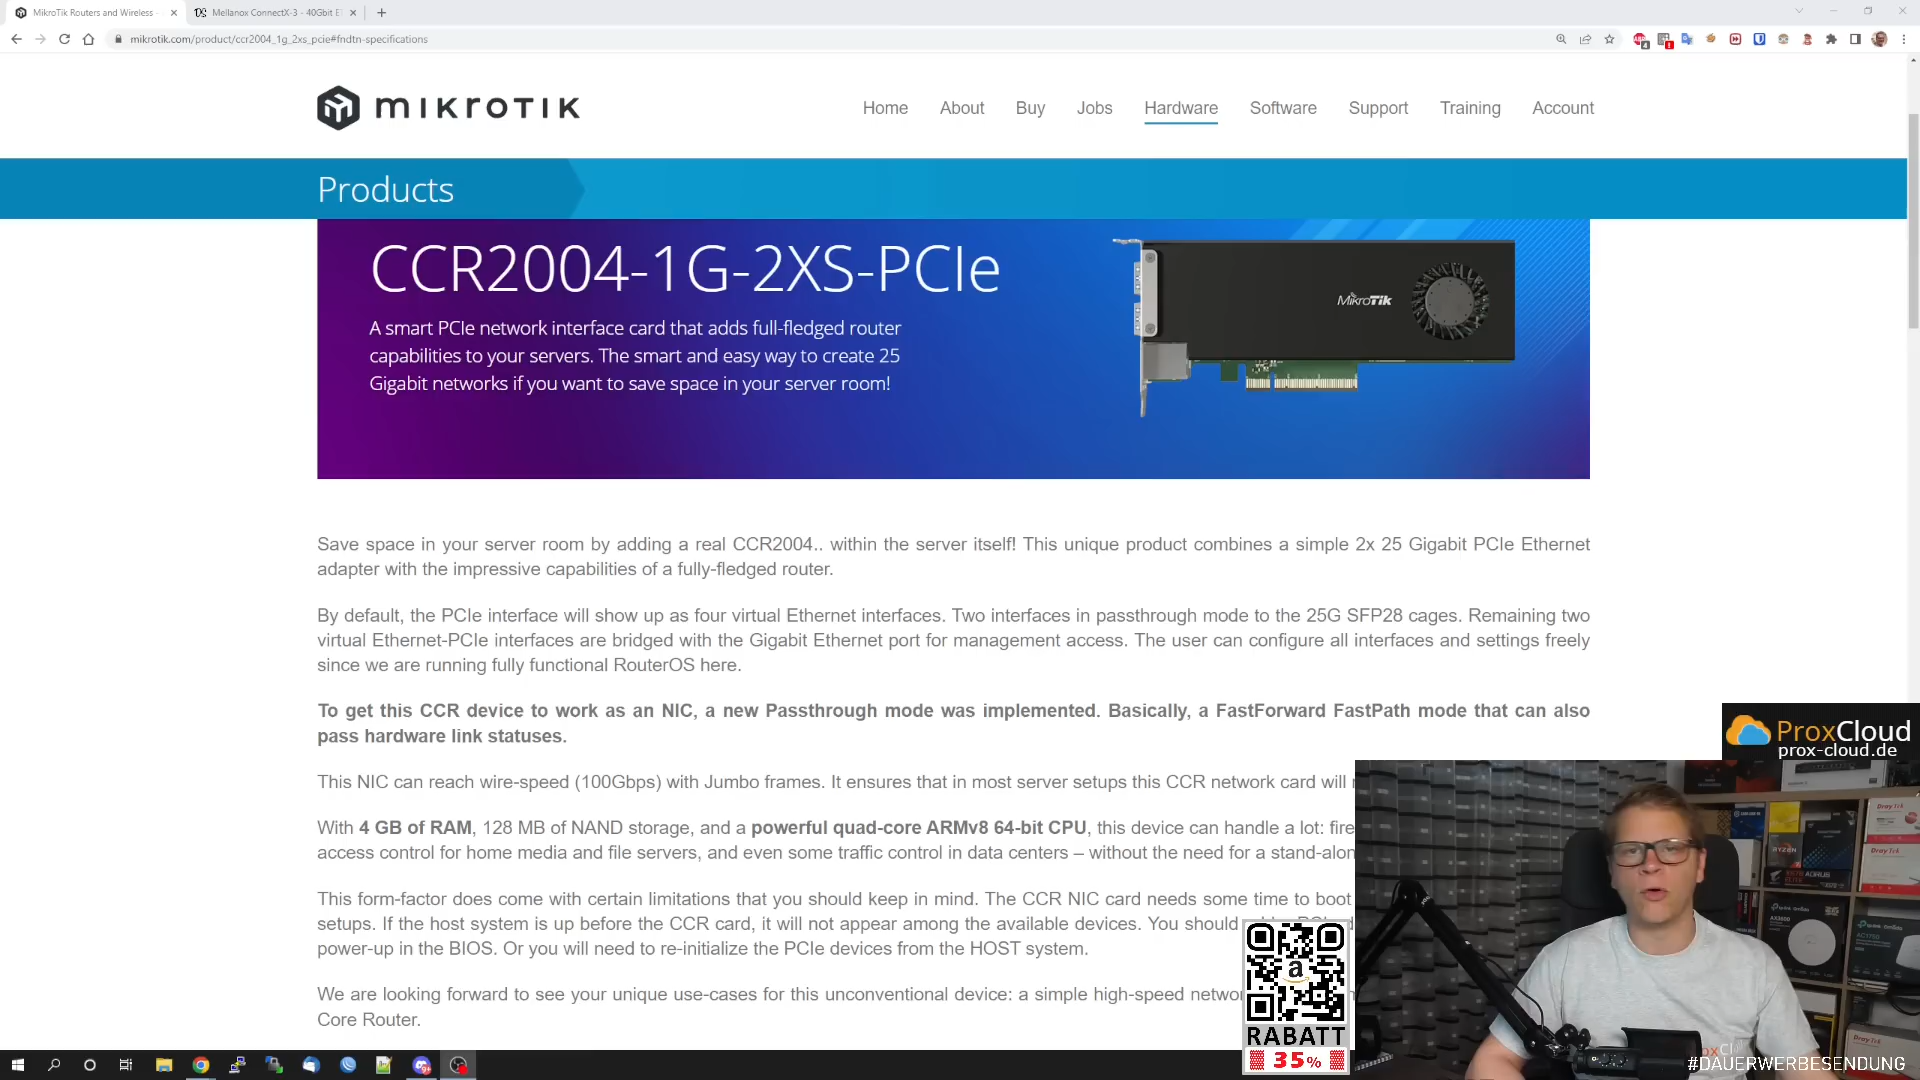 MikroTik Routers and Wireless -
Mellanox ConnectX-3 - 40Gbit E
mikrotik.com/product/ccr2004_1g_2xs_pcie#fndtn-specifications
mikrotik
Home About Buy Jobs Hardware Software Support Training Account
Products
CCR2004-1G-2XS-PCIe
A smart PCIe network interface card that adds full-fledged router
capabilities to your servers. The smart and easy way to create 25
Gigabit networks if you want to save space in your server room!
MikroTik
Save space in your server room by adding a real CCR2004.. within the server itself! This unique product combines a simple 2x 25 Gigabit PCIe Ethernet
adapter with the impressive capabilities of a fully-fledged router.
By default, the PCIe interface will show up as four virtual Ethernet interfaces. Two interfaces in passthrough mode to the 25G SFP28 cages. Remaining two
virtual Ethernet-PCIe interfaces are bridged with the Gigabit Ethernet port for management access. The user can configure all interfaces and settings freely
since we are running fully functional RouterOS here.
To get this CCR device to work as an NIC, a new Passthrough mode was implemented. Basically, a FastForward FastPath mode that can also
pass hardware link statuses.
This NIC can reach wire-speed (100Gbps) with Jumbo frames. It ensures that in most server setups this CCR network card will
With 4 GB of RAM, 128 MB of NAND storage, and a powerful quad-core ARMv8 64-bit CPU, this device can handle a lot: fire
access control for home media and file servers, and even some traffic control in data centers – without the need for a stand-alon
This form-factor does come with certain limitations that you should keep in mind. The CCR NIC card needs some time to boot
setups. If the host system is up before the CCR card, it will not appear among the available devices. You should
power-up in the BIOS. Or you will need to re-initialize the PCIe devices from the HOST system.
We are looking forward to see your unique use-cases for this unconventional device: a simple high-speed networ
Core Router.
ProxCloud
prox-cloud.de
DrayTek
RYZEN
AORUS
DrayTek
tp-link omada
AX3600
tp-link omada
AC1750
DrayTek
a
RABATT
35%
#DAUERWERBESENDUNG